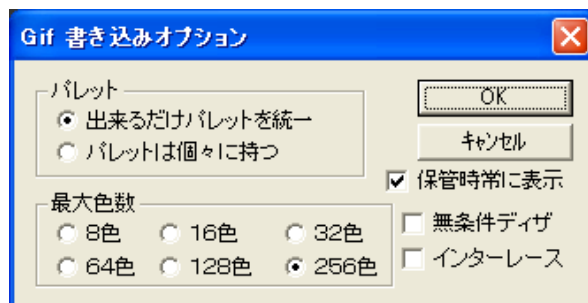 Gif 書き込みオプション
パレット
出来るだけパレットを統一
パレットは個々に持つ
最大色数
8色 16色 32色
64色 128色 256色
OK
キャンセル
保管時常に表示
無条件ディザ
インターレース